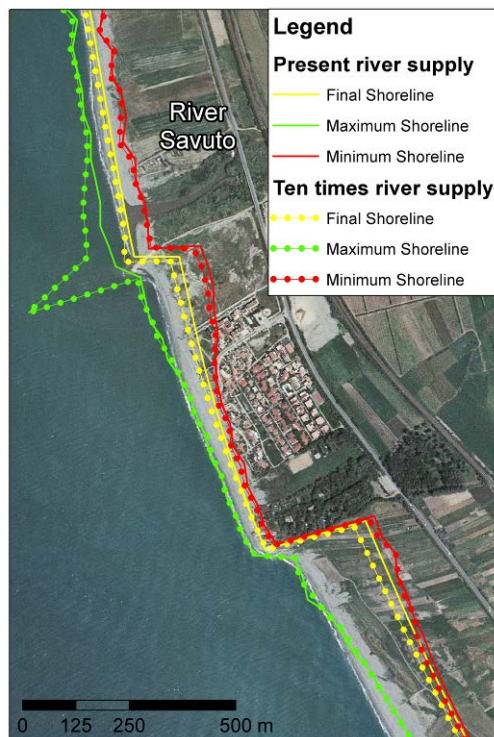 River
Savuto
Legend
Present river supply
Final Shoreline
Maximum Shoreline
Minimum Shoreline
Ten times river supply
Final Shoreline
Maximum Shoreline
Minimum Shoreline
0 125 250 500 m